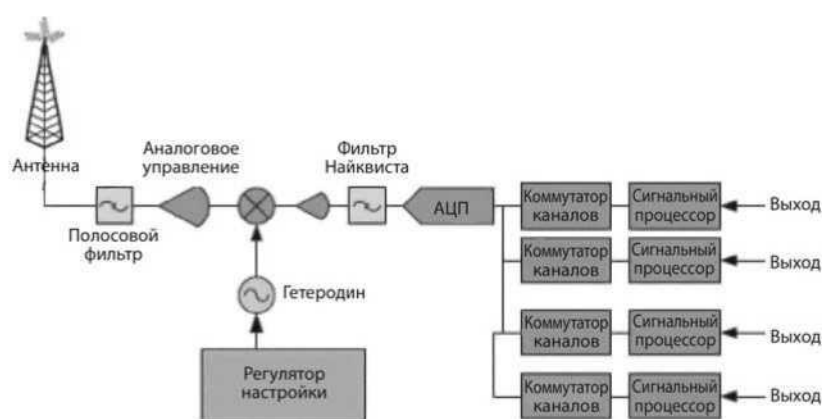 Антенна
Аналоговое
управление
Полосовой
фильтр
Гетеродин
Регулятор
настройки
Фильтр
Найквиста
АЦП
Коммутатор
каналов
Сигнальный
процессор
Выход
Коммутатор
каналов
Сигнальный
процессор
Выход
Коммутатор
каналов
Сигнальный
процессор
Выход
Коммутатор
каналов
Сигнальный
процессор
Выход